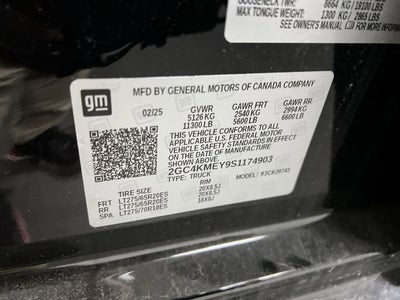 GOOSENECK TWR: 8664 KG / 19100 LBS
MAX TONGUE WEIGHT: 1300 KG / 2865 LBS
SEE OWNER'S MANUAL FOR MORE INFORMATION
gm
MFD BY GENERAL MOTORS OF CANADA COMPANY
02/25 GVWR GAWR FRT GAWR RR
5126 KG 2540 KG 2994 KG
11300 LB 5600 LB 6600 LB
THIS VEHICLE CONFORMS TO ALL
APPLICABLE U.S. FEDERAL MOTOR
VEHICLE SAFETY STANDARDS IN
EFFECT ON THE DATE OF MANUFACTURE
SHOWN ABOVE.
2GC4KMEY9S1174903
TYPE: TRUCK
TIRE SIZE RIM
FRT LT275/65R20ES 20X8.5J
RR LT275/65R20ES 20X8.5J
SPA LT275/70R18ES 18X8J